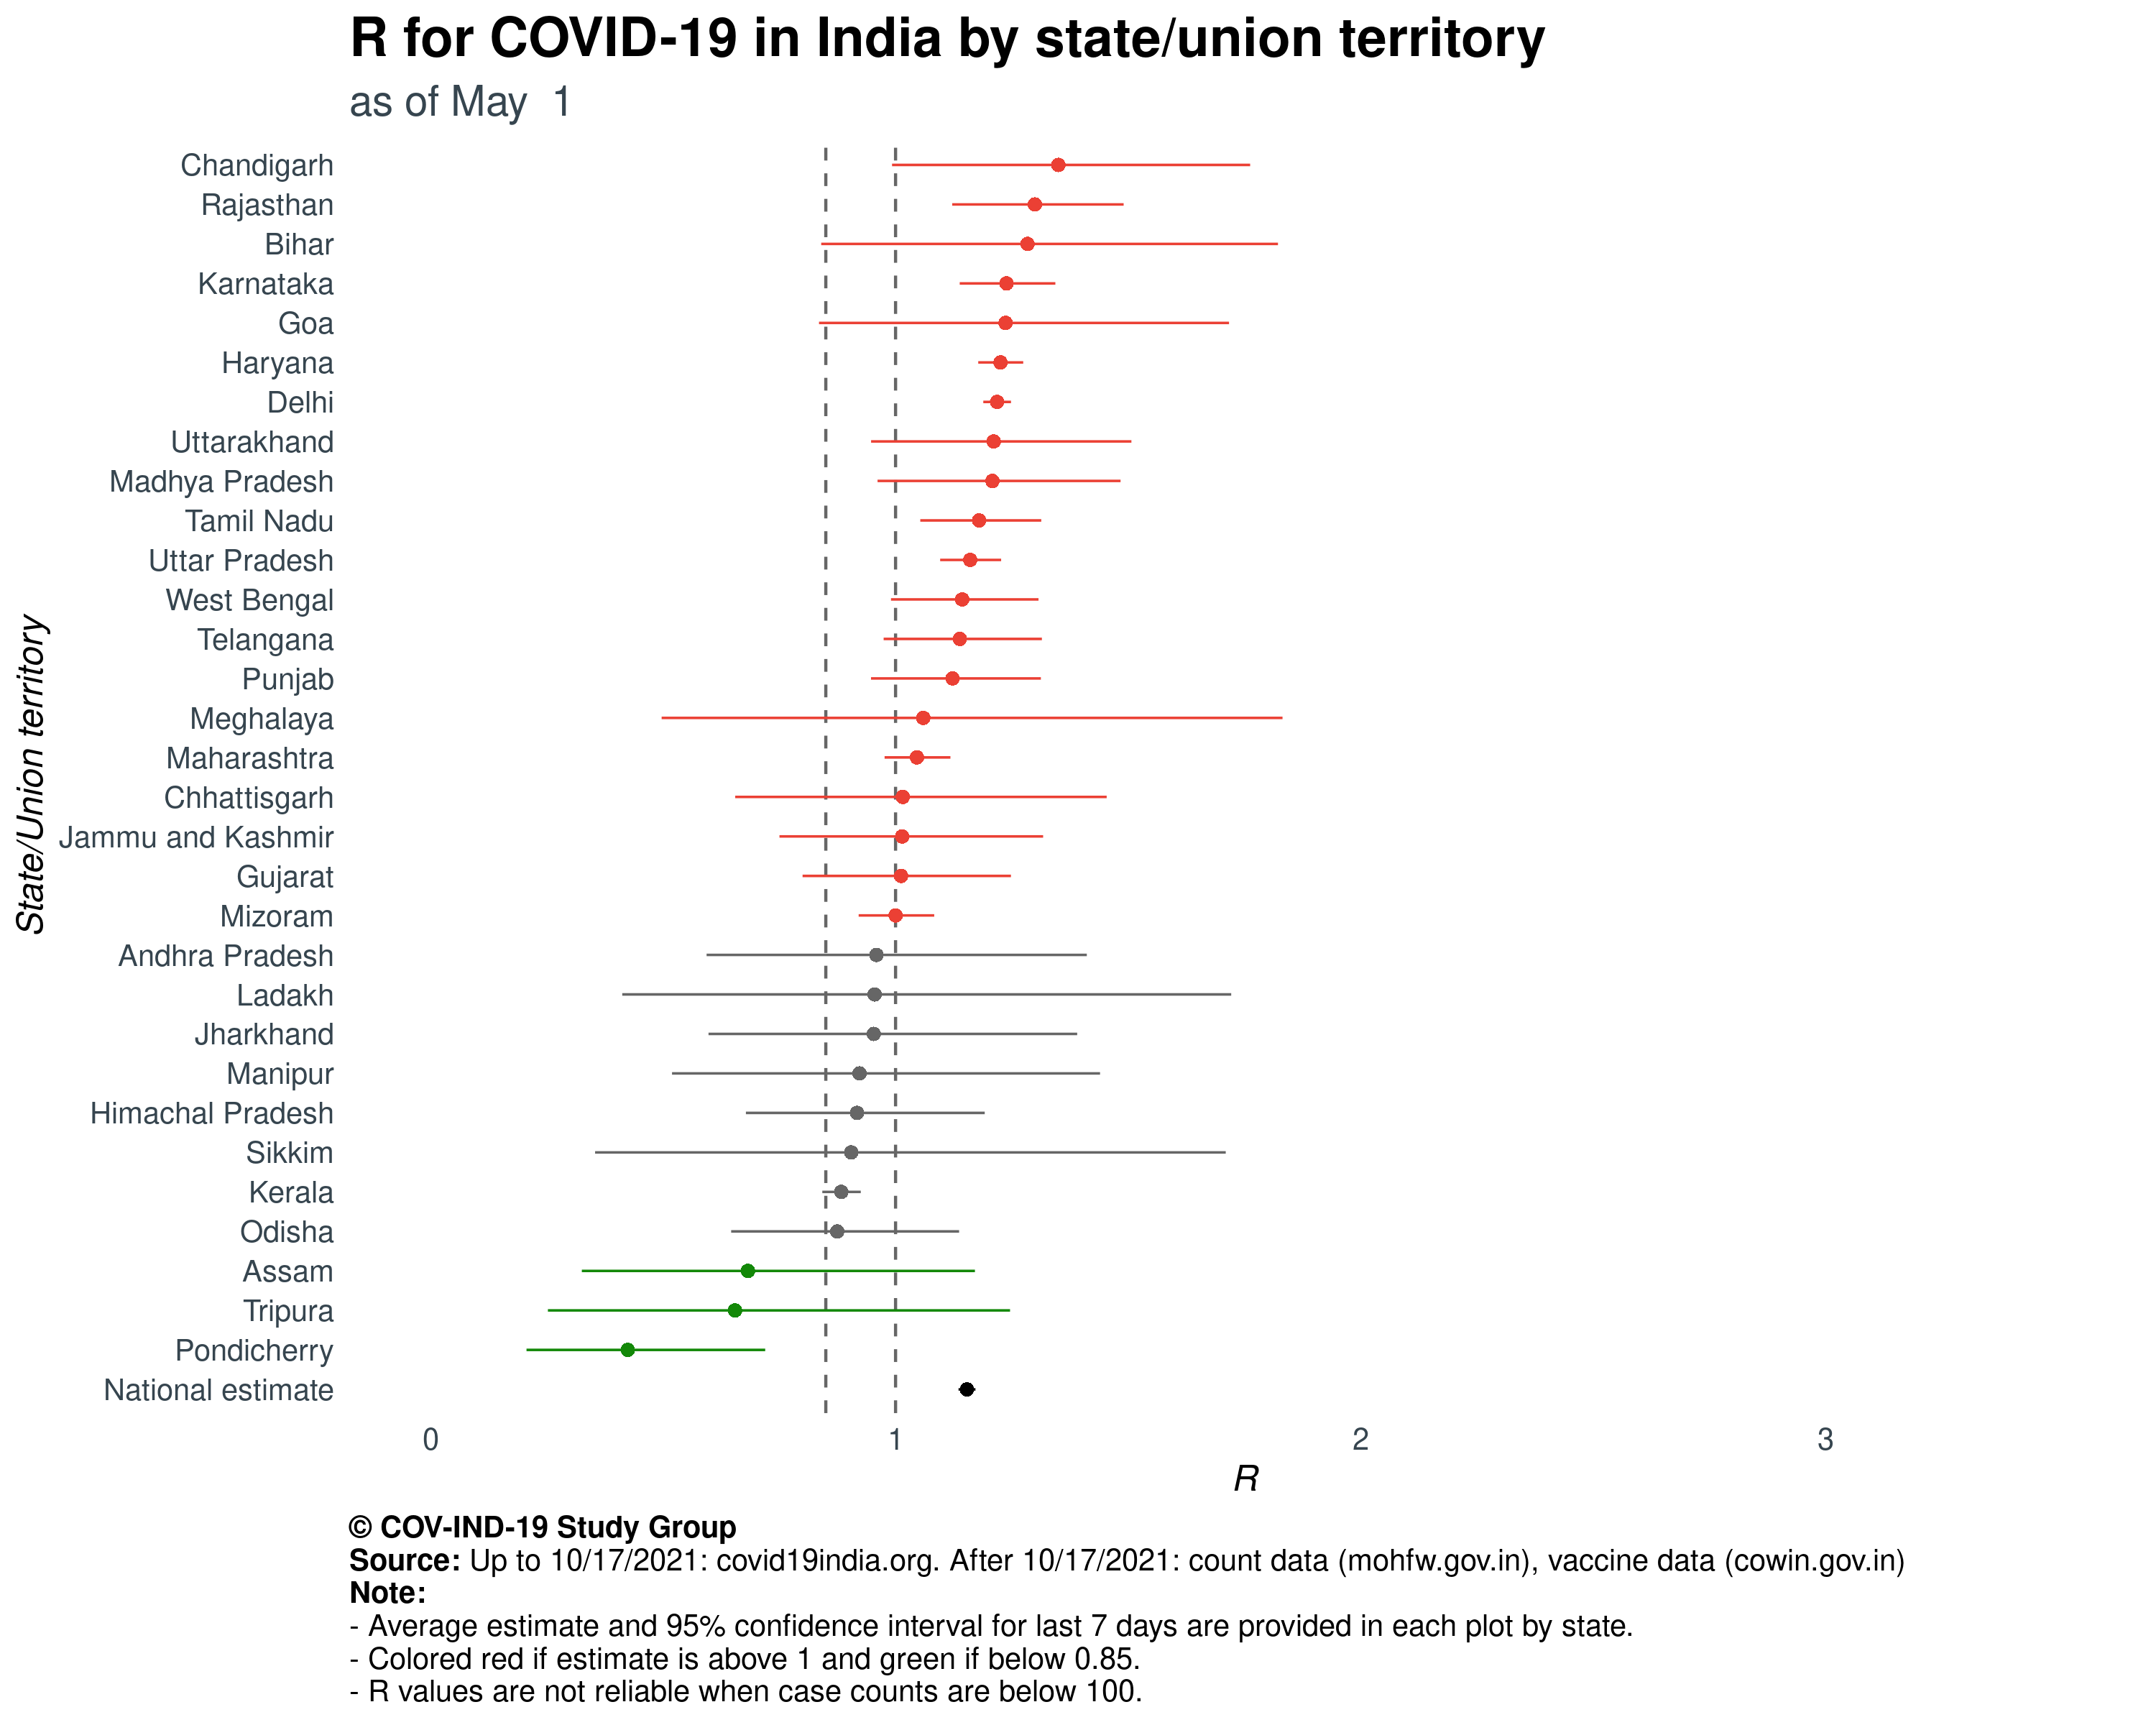 R for COVID-19 in India by state/union territory
as of May  1
State/Union territory
Chandigarh
Rajasthan
Bihar
Karnataka
Goa
Haryana
Delhi
Uttarakhand
Madhya Pradesh
Tamil Nadu
Uttar Pradesh
West Bengal
Telangana
Punjab
Meghalaya
Maharashtra
Chhattisgarh
Jammu and Kashmir
Gujarat
Mizoram
Andhra Pradesh
Ladakh
Jharkhand
Manipur
Himachal Pradesh
Sikkim
Kerala
Odisha
Assam
Tripura
Pondicherry
National estimate
0 1 2 3
R
© COV-IND-19 Study Group
Source: Up to 10/17/2021: covid19india.org. After 10/17/2021: count data (mohfw.gov.in), vaccine data (cowin.gov.in)
Note:
- Average estimate and 95% confidence interval for last 7 days are provided in each plot by state.
- Colored red if estimate is above 1 and green if below 0.85.
- R values are not reliable when case counts are below 100.